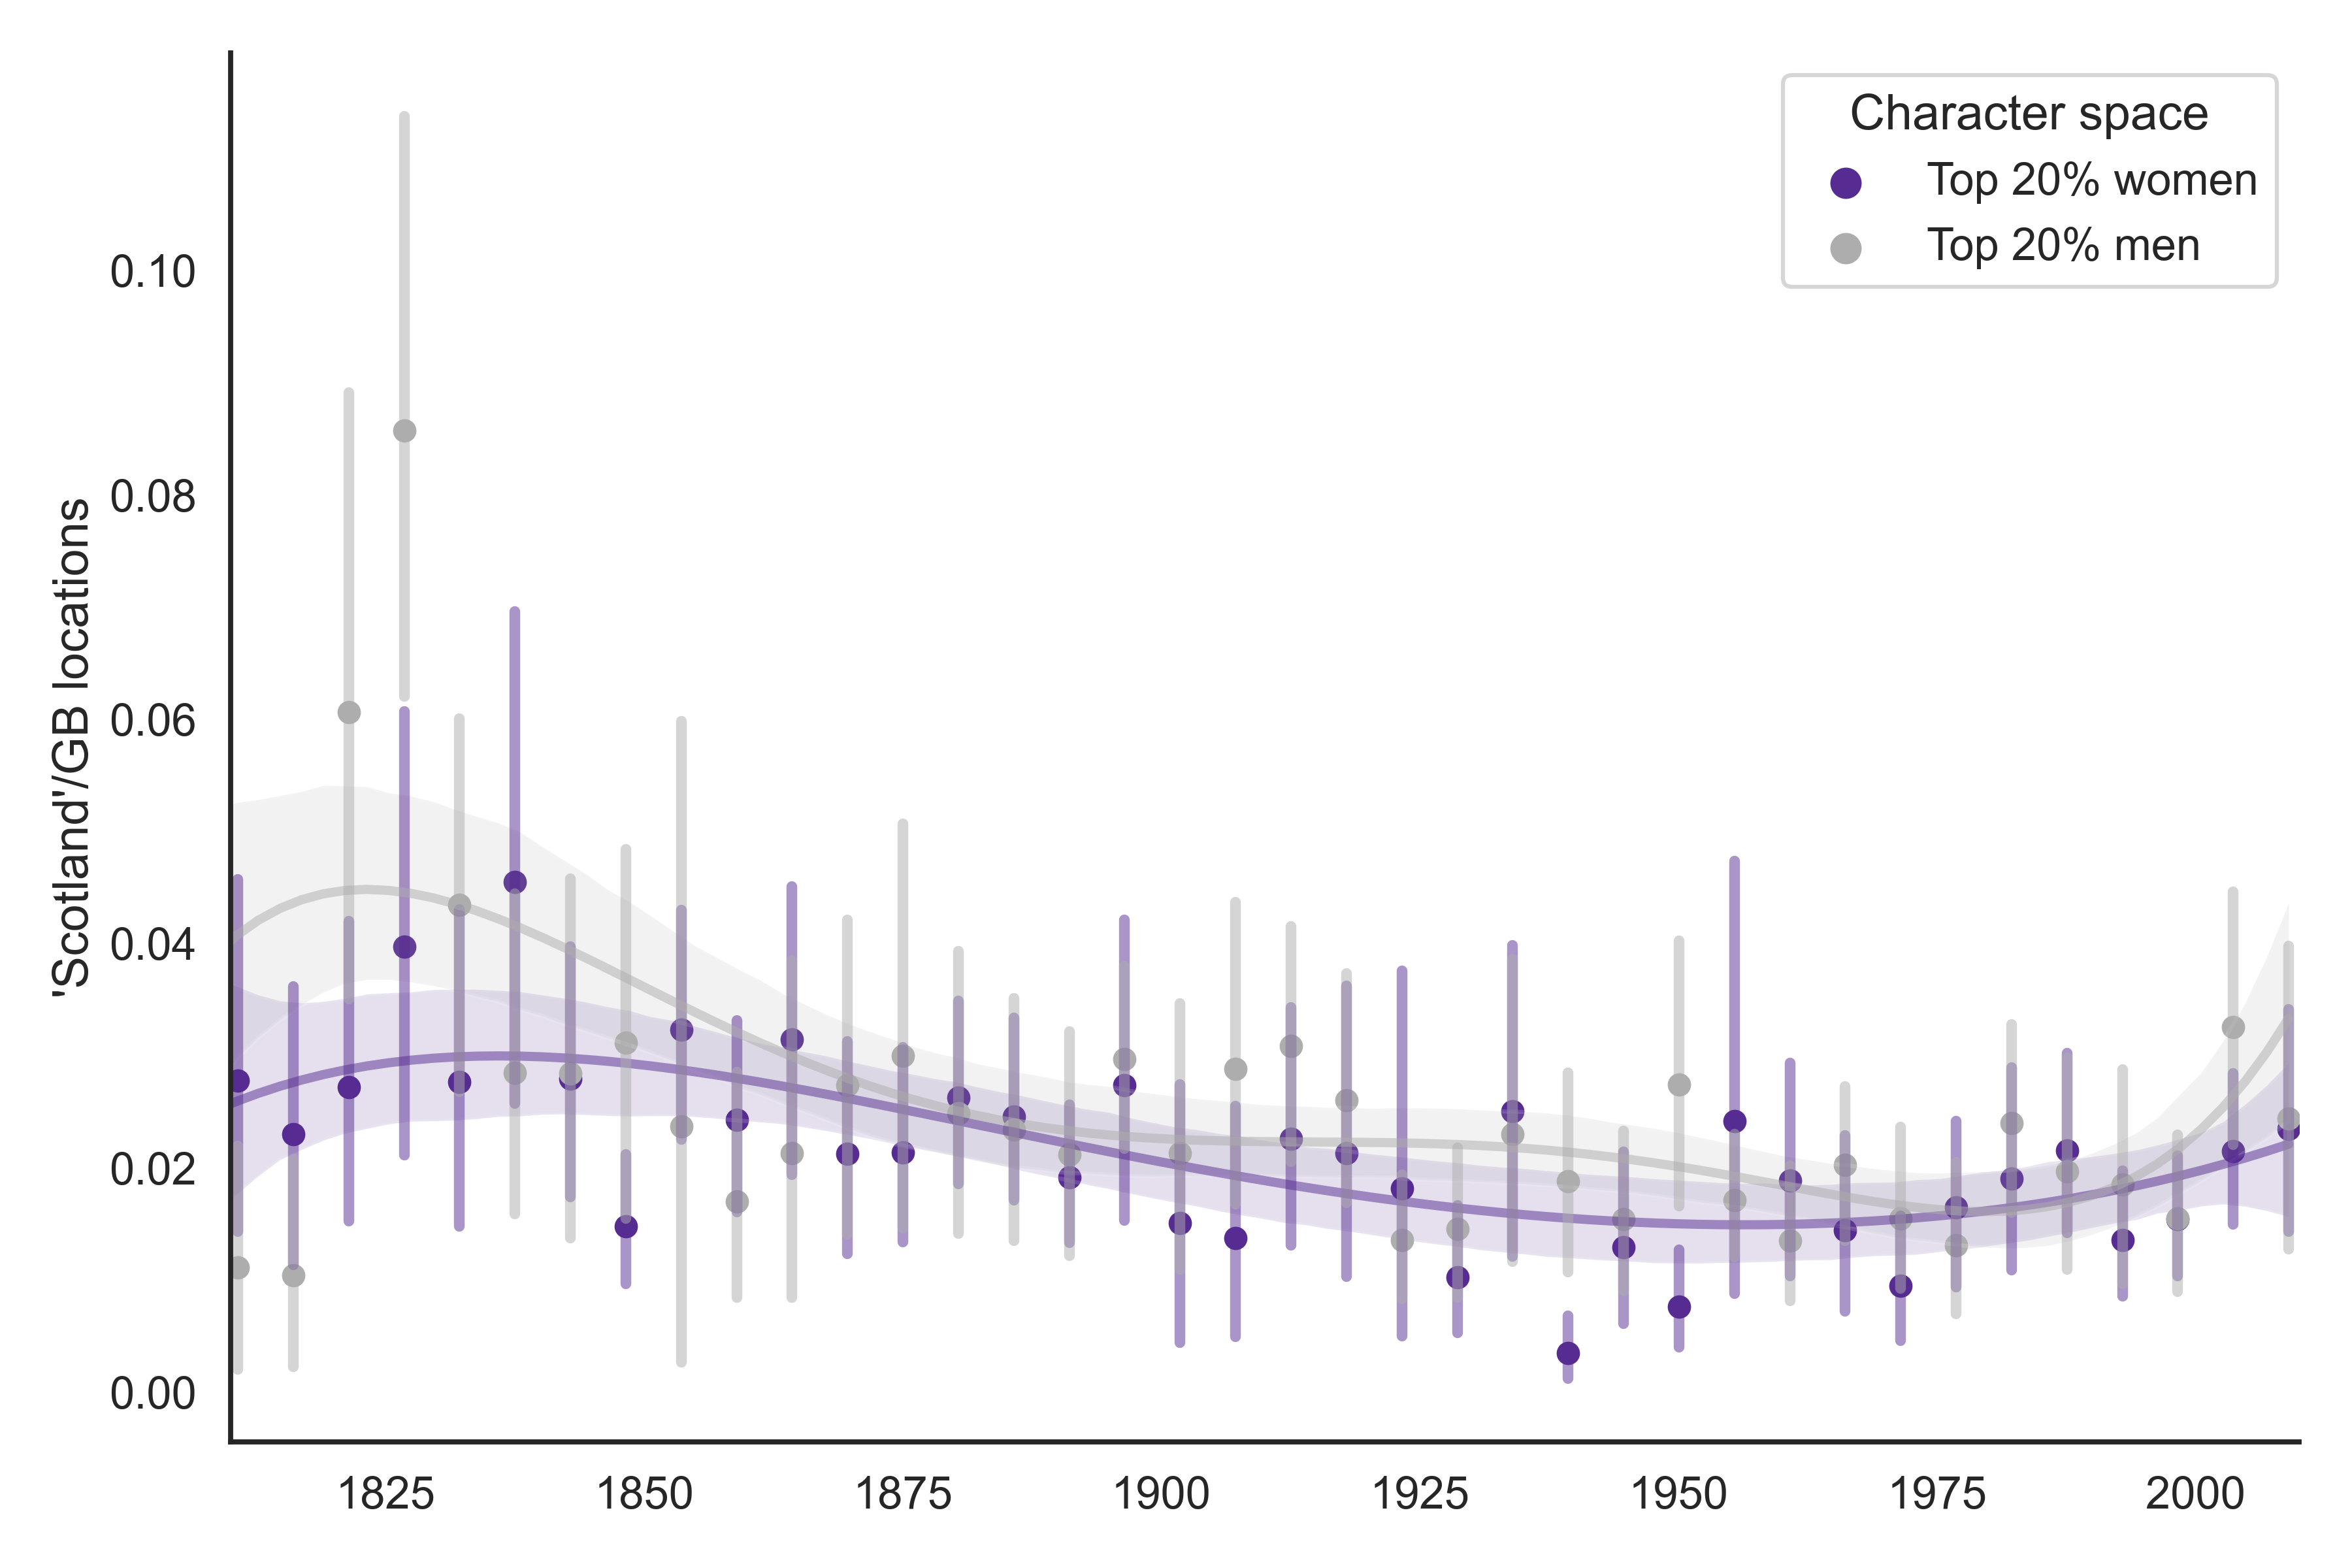 Character space
Top 20% women
Top 20% men
0.10
0.08
0.06
0.04
0.02
0.00
'Scotland'/GB locations
1825 1850 1875 1900 1925 1950 1975 2000